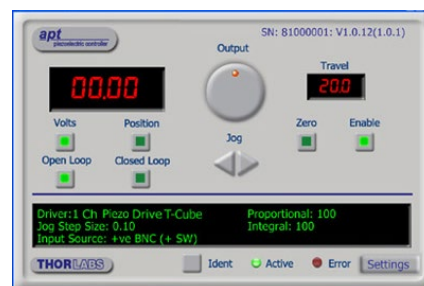 apt
piezoelectric controller
SN: 81000001: V1.0.12(1.0.1)
Output
Travel
00.00
20.0
Volts
Position
Zero
Enable
Jog
Open Loop
Closed Loop
Driver:1 Ch Piezo Drive T-Cube
Proportional: 100
Jog Step Size: 0.10
Integral: 100
Input Source: +ve BNC (+ SW)
THORLABS
Ident
Active
Error
Settings